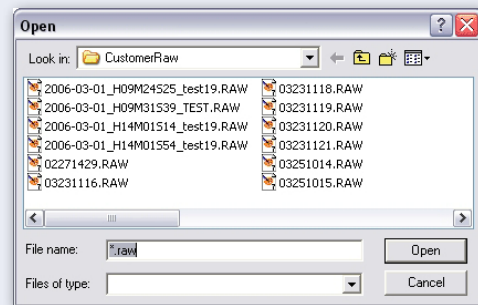 Open
Look in: CustomerRaw
2006-03-01_H09M24S25_test19.RAW 03231118.RAW
2006-03-01_H09M31S39_TEST.RAW 03231119.RAW
2006-03-01_H14M01S14_test19.RAW 03231120.RAW
2006-03-01_H14M01S54_test19.RAW 03231121.RAW
02271429.RAW 03251014.RAW
03231116.RAW 03251015.RAW
File name: *.raw Open
Files of type: Cancel